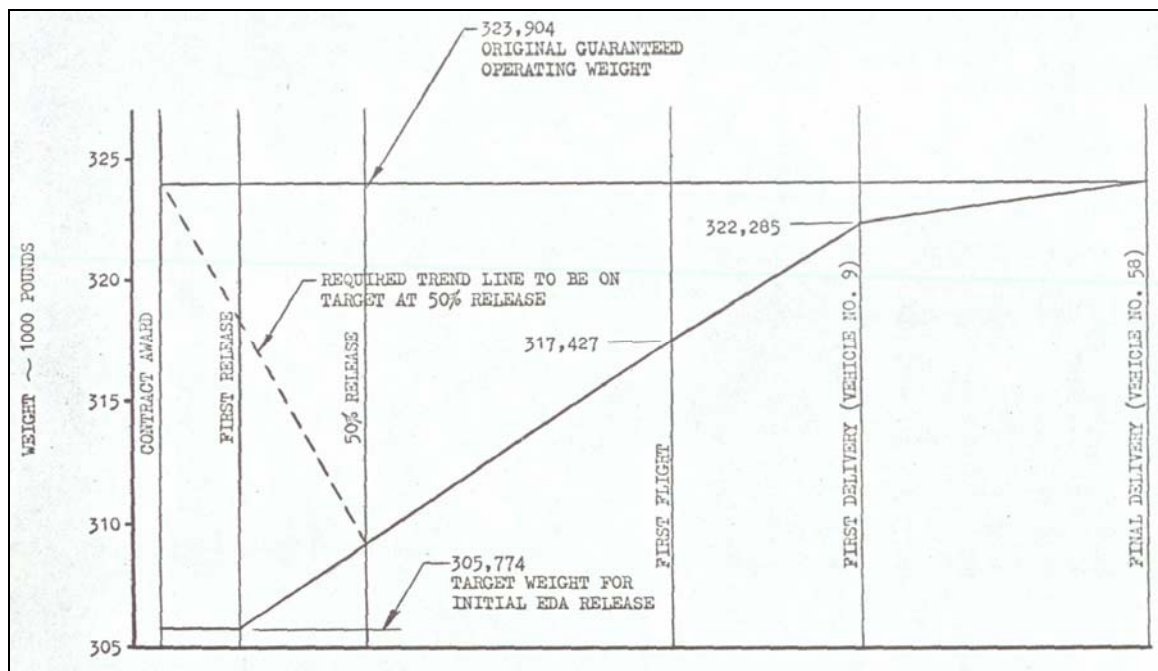 323,904
ORIGINAL GUARANTEED
OPERATING WEIGHT
325
320
315
310
305
WEIGHT ~ 1000 POUNDS
CONTRACT AWARD
FIRST RELEASE
50% RELEASE
REQUIRED TREND LINE TO BE ON
TARGET AT 50% RELEASE
317,427
322,285
FIRST FLIGHT
FIRST DELIVERY (VEHICLE NO. 9)
FINAL DELIVERY (VEHICLE NO. 58)
305,774
TARGET WEIGHT FOR
INITIAL EDA RELEASE